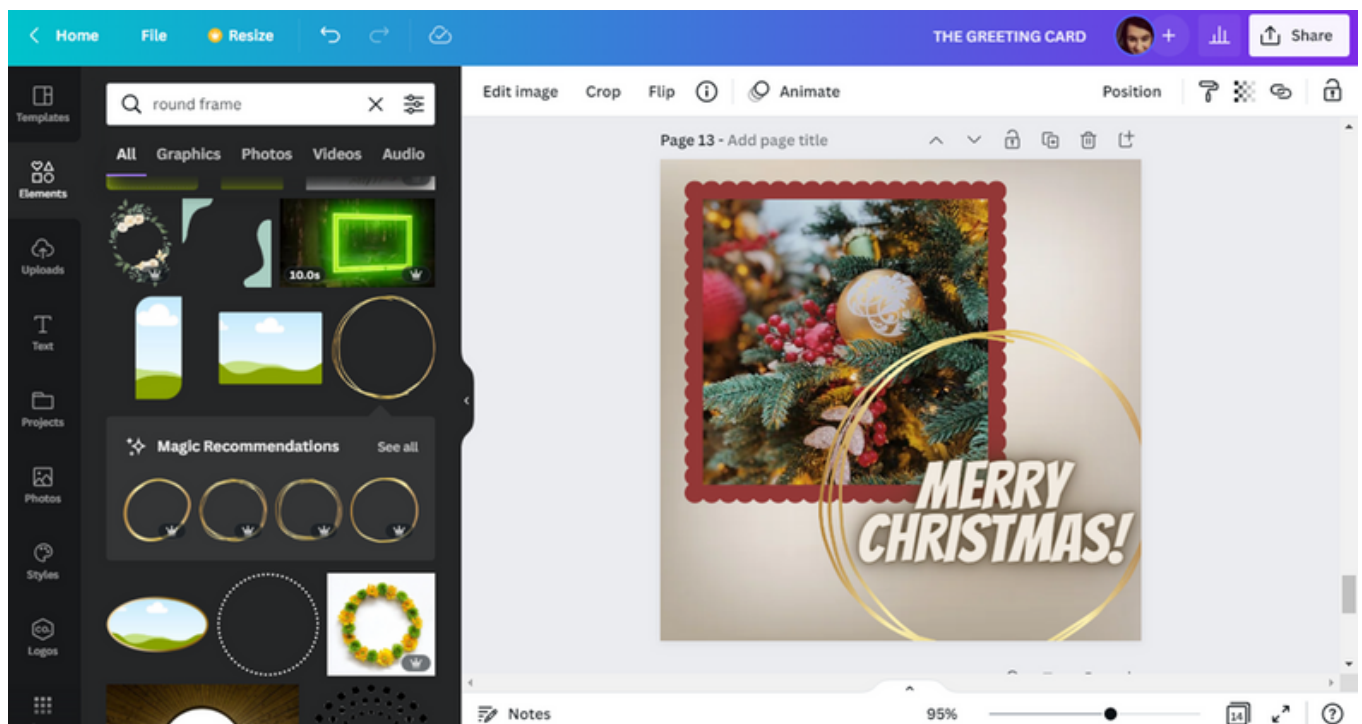 Home File Resize THE GREETING CARD Share
Templates
Elements
Uploads
Text
Projects
Photos
Styles
CO.
Logos
round frame
All Graphics Photos Videos Audio
10.0s
Magic Recommendations See all
Edit image Crop Flip Animate Position
Page 13 - Add page title
MERRY
CHRISTMAS!
Notes 95% 14